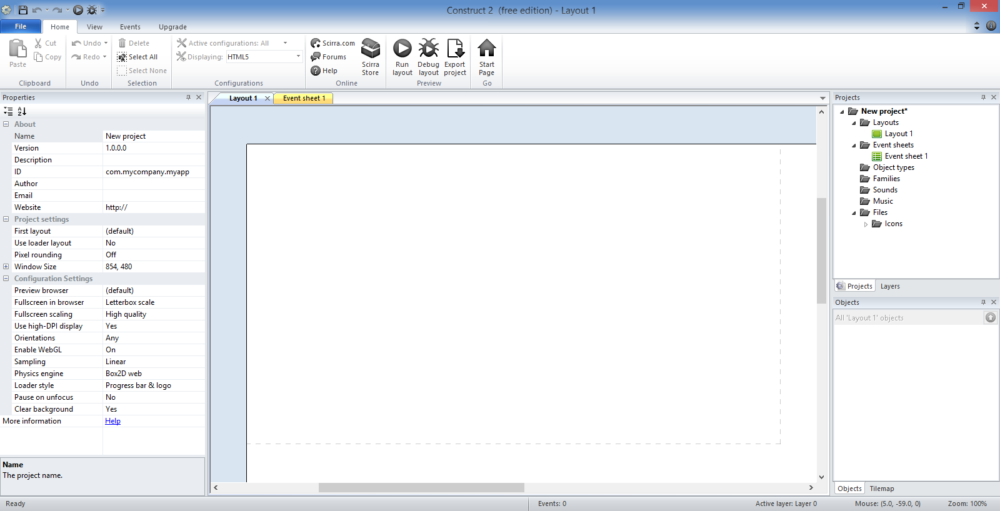 Construct 2  (free edition) - Layout 1
File Home View Events Upgrade
Paste
Cut
Copy
Clipboard
Undo
Redo
Undo
Delete
Select All
Select None
Selection
Active configurations: All
Displaying: HTML5
Configurations
Scirra.com
Forums
Help
Scirra
Store
Online
Run
layout
Debug
layout
Export
project
Preview
Start
Page
Go
Properties
About
Name New project
Version 1.0.0.0
Description
ID com.mycompany.myapp
Author
Email
Website http://
Project settings
First layout (default)
Use loader layout No
Pixel rounding Off
Window Size 854, 480
Configuration Settings
Preview browser (default)
Fullscreen in browser Letterbox scale
Fullscreen scaling High quality
Use high-DPI display Yes
Orientations Any
Enable WebGL On
Sampling Linear
Physics engine Box2D web
Loader style Progress bar & logo
Pause on unfocus No
Clear background Yes
More information Help
Name
The project name.
Layout 1 Event sheet 1
Projects
New project*
Layouts
Layout 1
Event sheets
Event sheet 1
Object types
Families
Sounds
Music
Files
Icons
Projects Layers
Objects
All 'Layout 1' objects
Objects Tilemap
Ready Events: 0 Active layer: Layer 0 Mouse: (5.0, -59.0, 0) Zoom: 100%